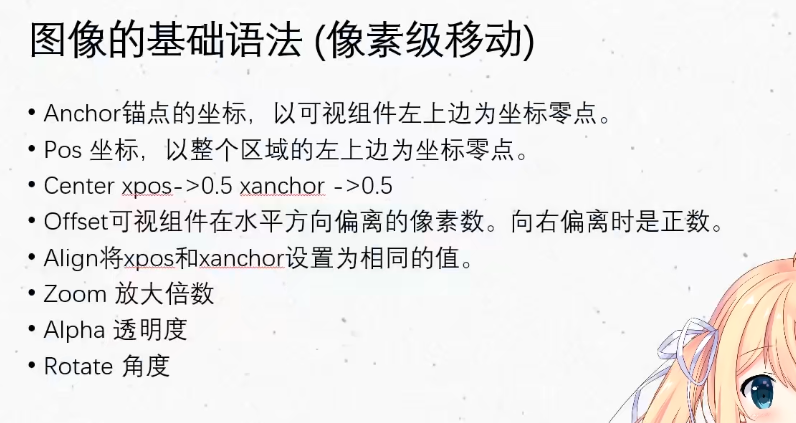 图像的基础语法 (像素级移动)
• Anchor锚点的坐标，以可视组件左上边为坐标零点。
• Pos 坐标，以整个区域的左上边为坐标零点。
• Center xpos->0.5 xanchor ->0.5
• Offset可视组件在水平方向偏离的像素数。向右偏离时是正数。
• Align将xpos和xanchor设置为相同的值。
• Zoom 放大倍数
• Alpha 透明度
• Rotate 角度